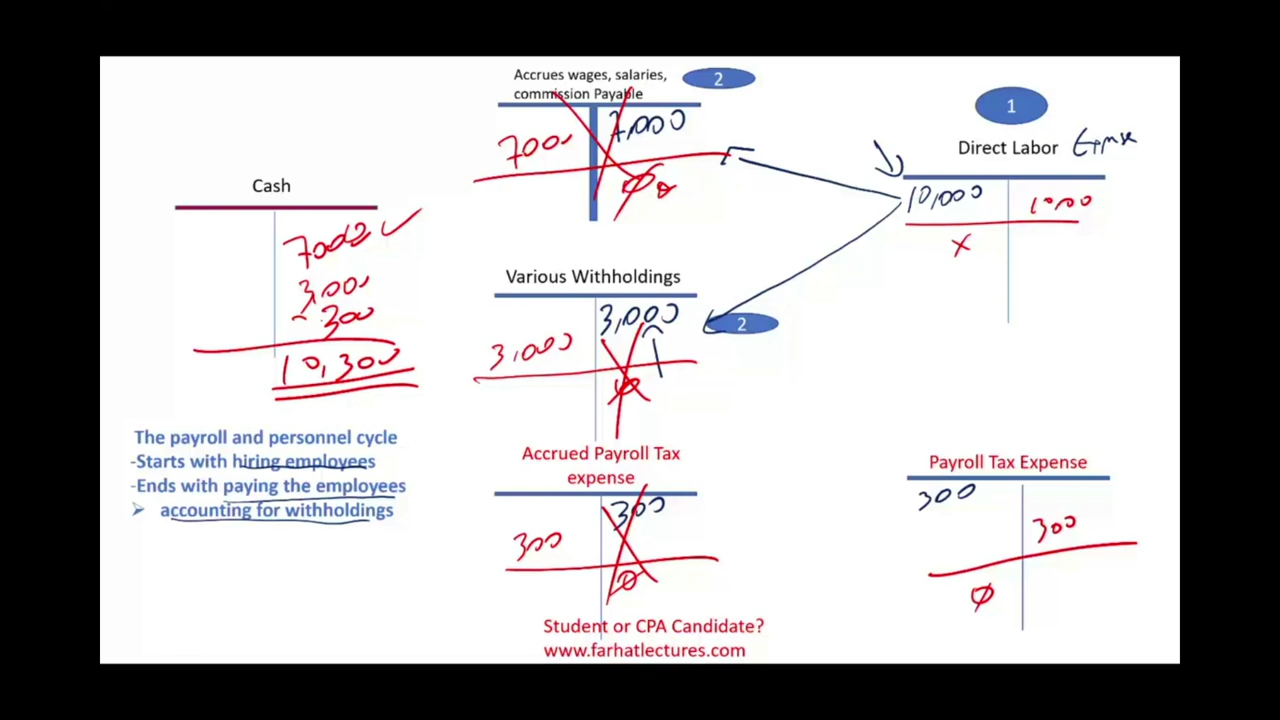 Accrues wages, salaries,
commission Payable
2
7000
7,000
1
Direct Labor
10,000
Cash
7000
3,000
300
10,300
Various Withholdings
3,000
3,000
2
The payroll and personnel cycle
-Starts with hiring employees
-Ends with paying the employees
➢ accounting for withholdings
Accrued Payroll Tax
expense
300
300
Payroll Tax Expense
300
300
Student or CPA Candidate?
www.farhatlectures.com